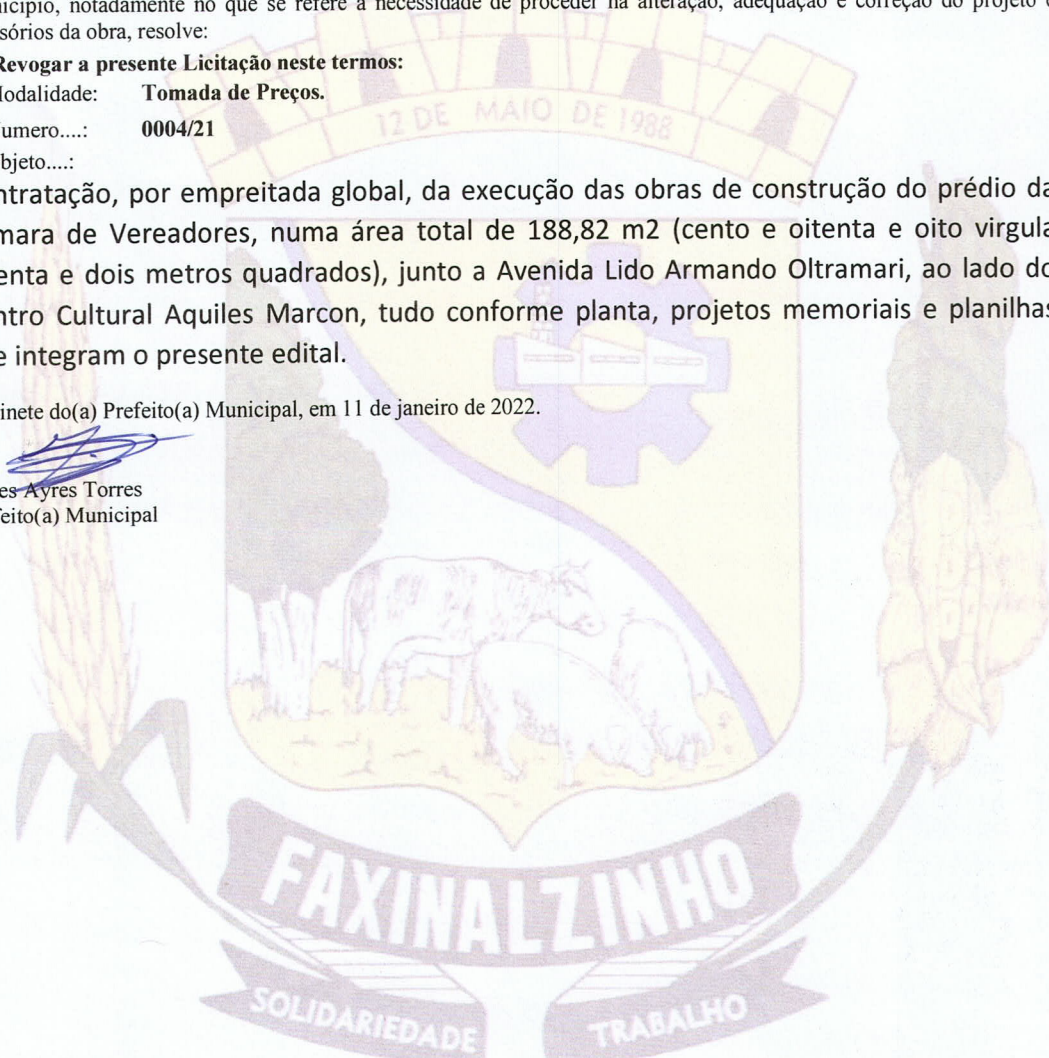 nicípio, notadamente no que se refere a necessidade de proceder na alteração, adequação e correção do projeto e
sórios da obra, resolve:
Revogar a presente Licitação neste termos:
Modalidade: Tomada de Preços.
umero....: 0004/21
bjeto....:
ntratação, por empreitada global, da execução das obras de construção do prédio da
mara de Vereadores, numa área total de 188,82 m2 (cento e oitenta e oito virgula
enta e dois metros quadrados), junto a Avenida Lido Armando Oltramari, ao lado do
ntro Cultural Aquiles Marcon, tudo conforme planta, projetos memoriais e planilhas
e integram o presente edital.
inete do(a) Prefeito(a) Municipal, em 11 de janeiro de 2022.
es Ayres Torres
eito(a) Municipal
12 DE MAIO DE 1988
FAXINALZINHO
SOLIDARIEDADE TRABALHO